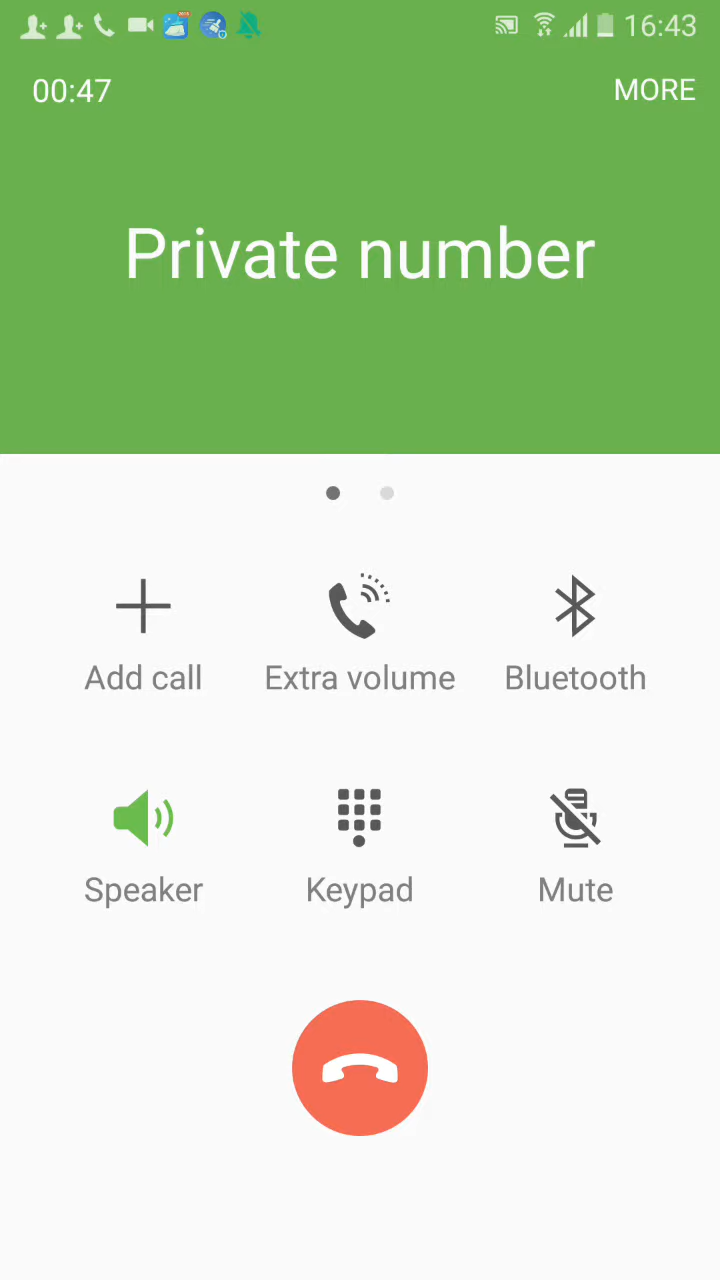 16:43
00:47 MORE
Private number
Add call Extra volume Bluetooth
Speaker Keypad Mute